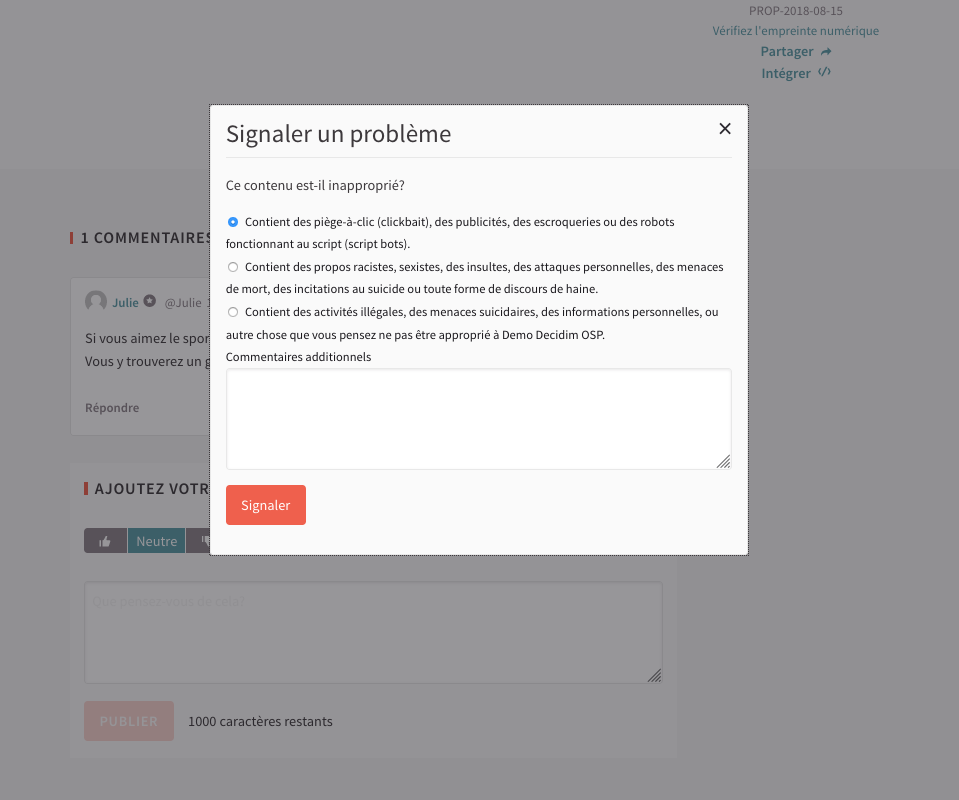 PROP-2018-08-15
Vérifiez l'empreinte numérique
Partager
Intégrer
Signaler un problème
Ce contenu est-il inapproprié?
Contient des piège-à-clic (clickbait), des publicités, des escroqueries ou des robots
fonctionnant au script (script bots).
Contient des propos racistes, sexistes, des insultes, des attaques personnelles, des menaces
de mort, des incitations au suicide ou toute forme de discours de haine.
Contient des activités illégales, des menaces suicidaires, des informations personnelles, ou
autre chose que vous pensez ne pas être approprié à Demo Decidim OSP.
Commentaires additionnels
Signaler
1 COMMENTAIRES
Julie @Julie
Si vous aimez le
Vous y trouverez un
Répondre
AJOUTEZ
Neutre
Que pensez-vous de cela?
PUBLIER
1000 caractères restants